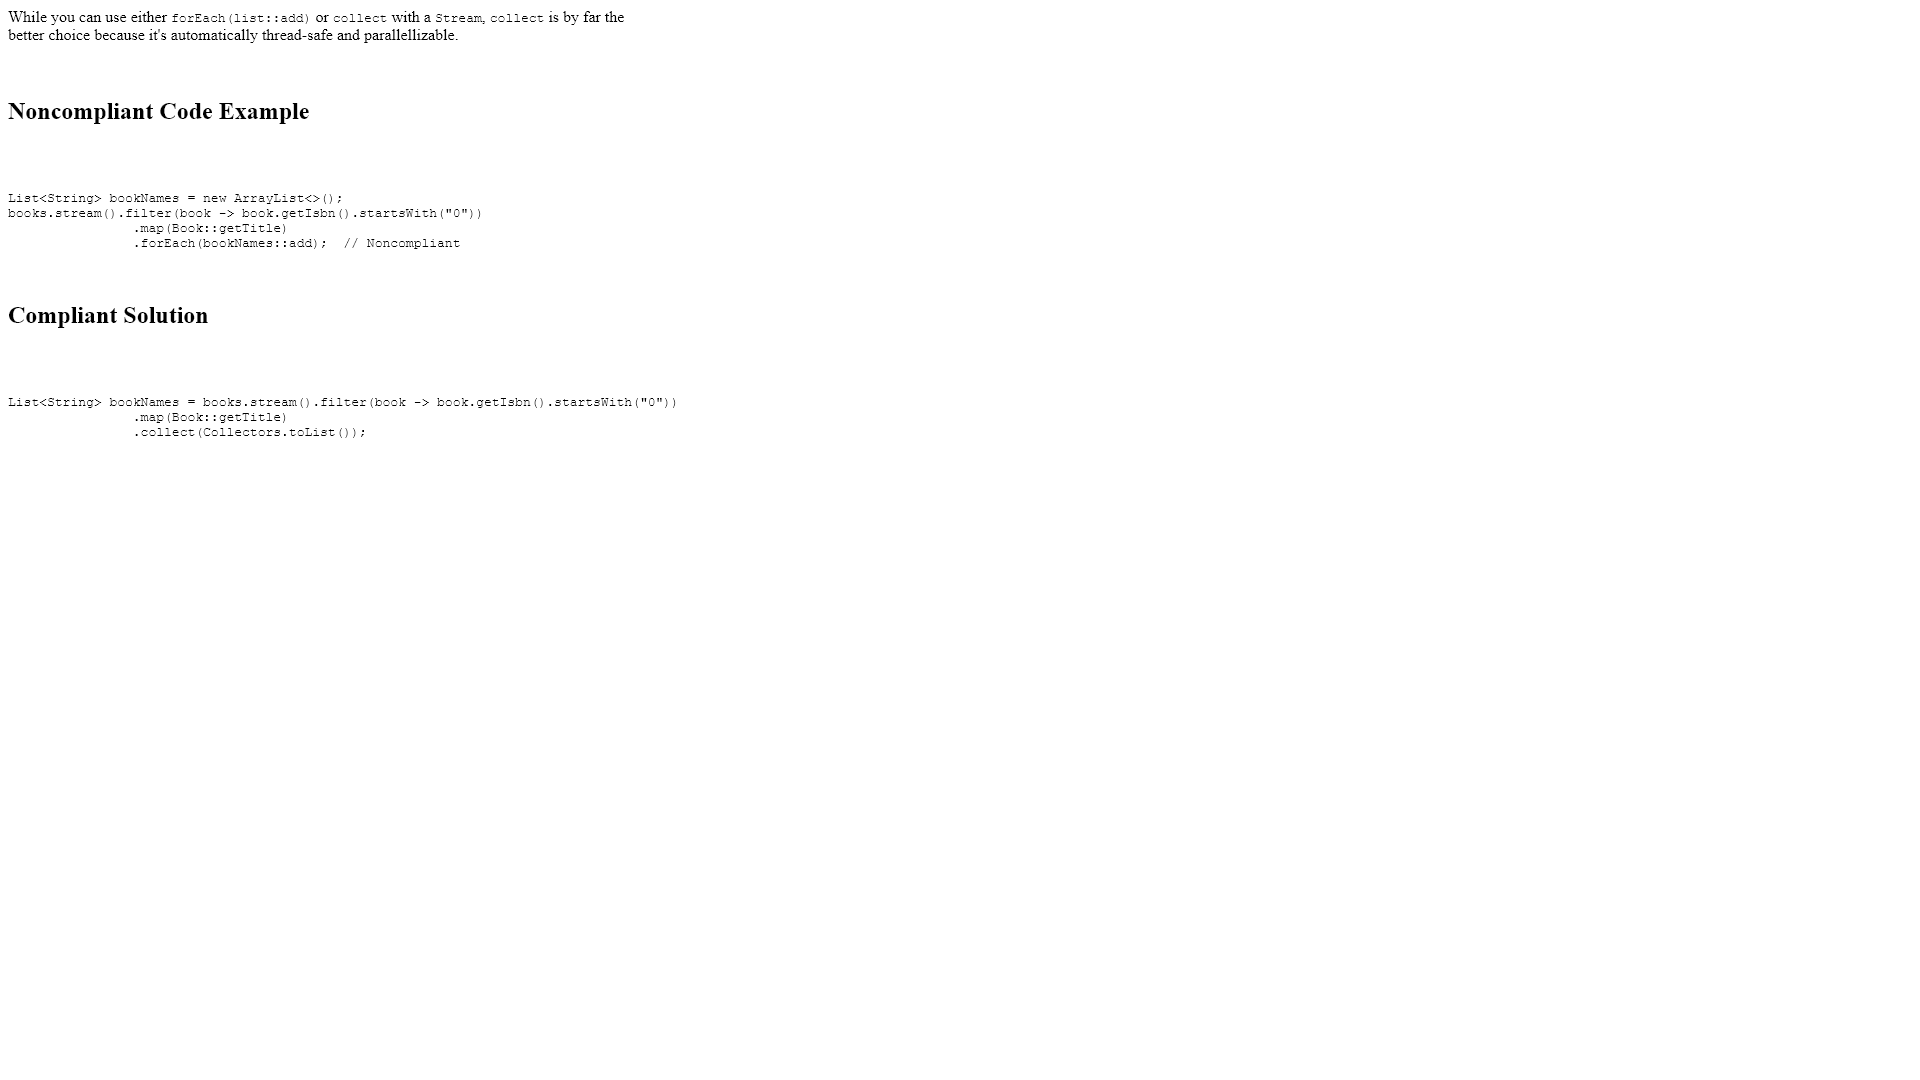 While you can use either forEach(list::add) or collect with a Stream, collect is by far the
better choice because it's automatically thread-safe and parallellizable.
Noncompliant Code Example
List<String> bookNames = new ArrayList<>();
books.stream().filter(book -> book.getIsbn().startsWith("0"))
                .map(Book::getTitle)
                .forEach(bookNames::add);  // Noncompliant
Compliant Solution
List<String> bookNames = books.stream().filter(book -> book.getIsbn().startsWith("0"))
                .map(Book::getTitle)
                .collect(Collectors.toList());